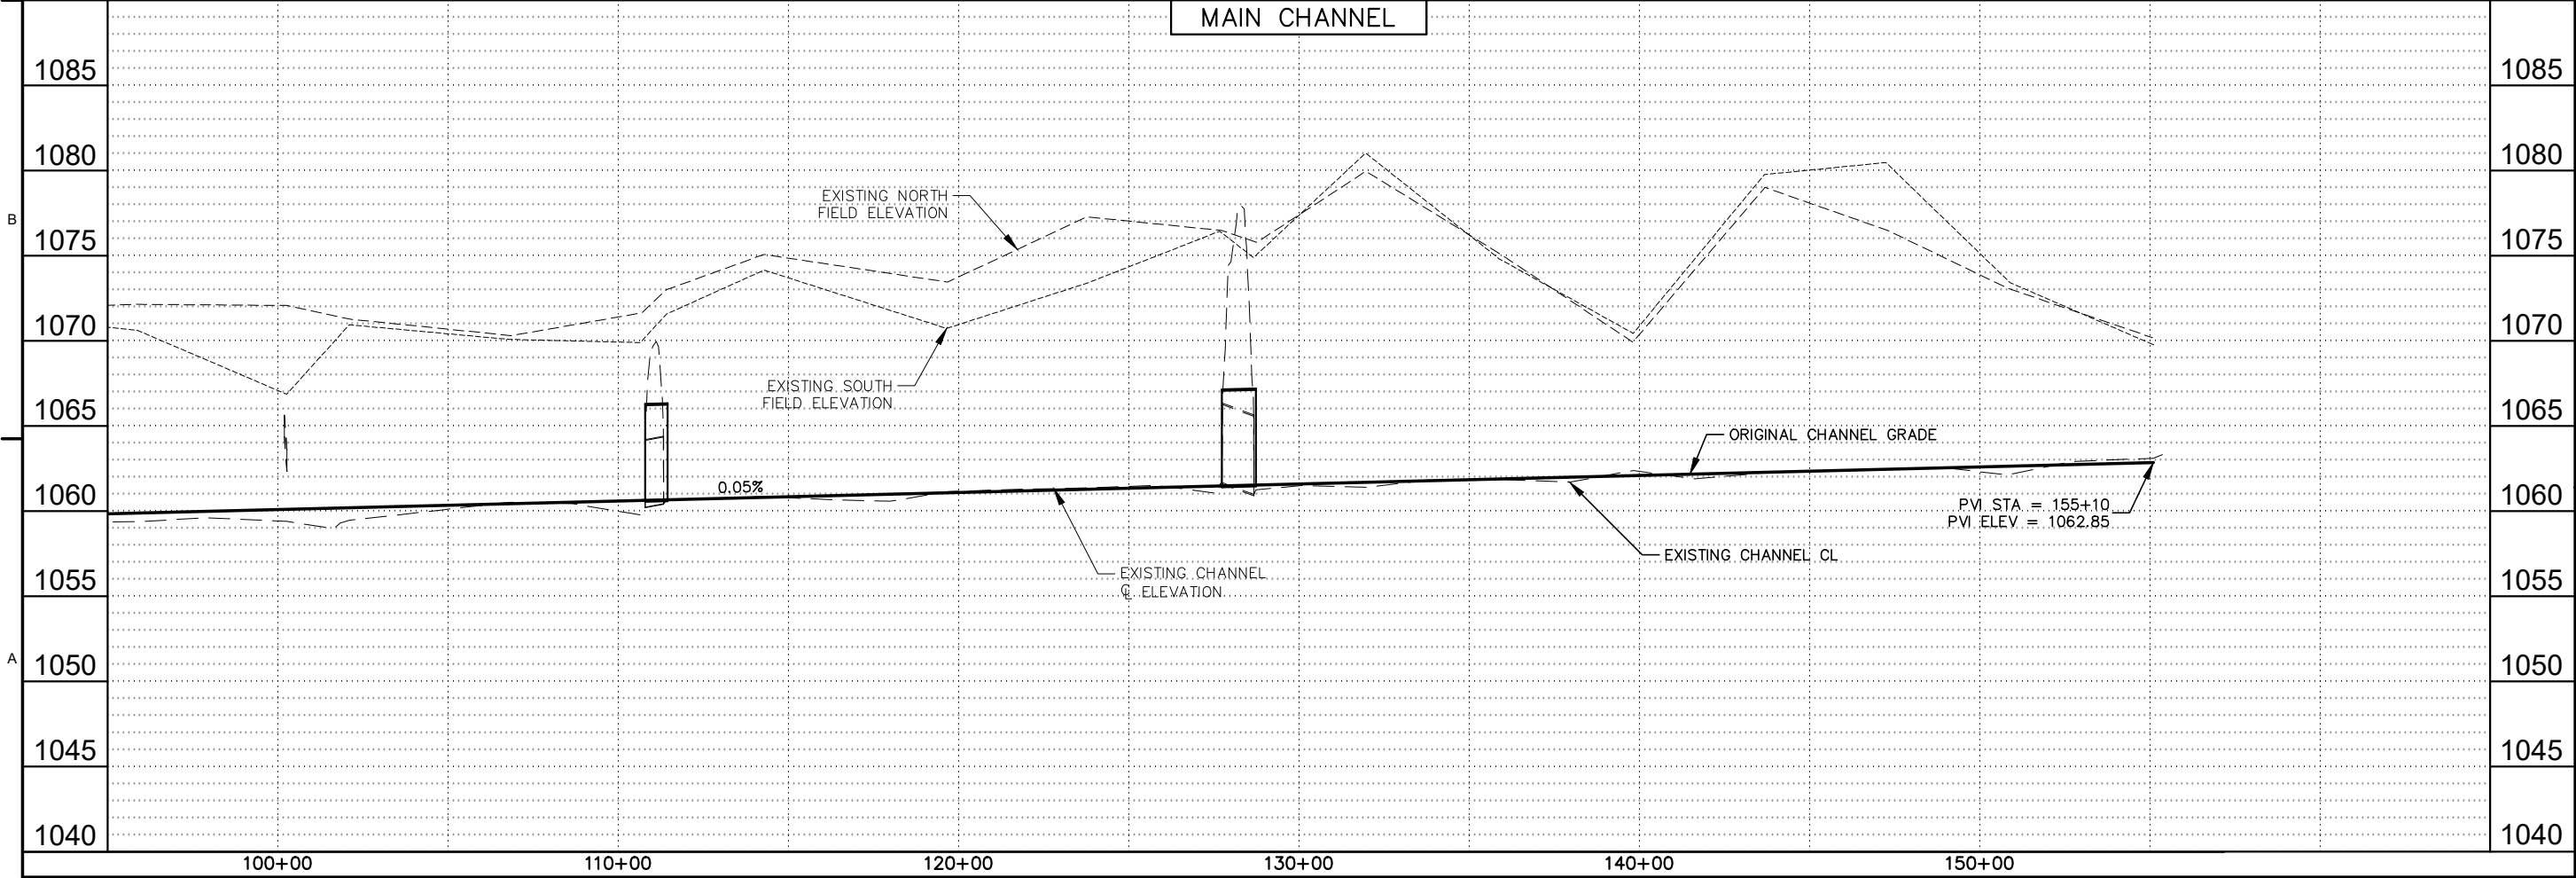 MAIN CHANNEL
1085
1085
1080
1080
EXISTING NORTH
FIELD ELEVATION
B
1075
1075
1070
1070
EXISTING SOUTH
FIELD ELEVATION
1065
1065
ORIGINAL CHANNEL GRADE
0.05%
1060
1060
PVI STA = 155+10
PVI ELEV = 1062.85
EXISTING CHANNEL CL
EXISTING CHANNEL
℄ ELEVATION
1055
1055
A
1050
1050
1045
1045
1040
1040
100+00
110+00
120+00
130+00
140+00
150+00